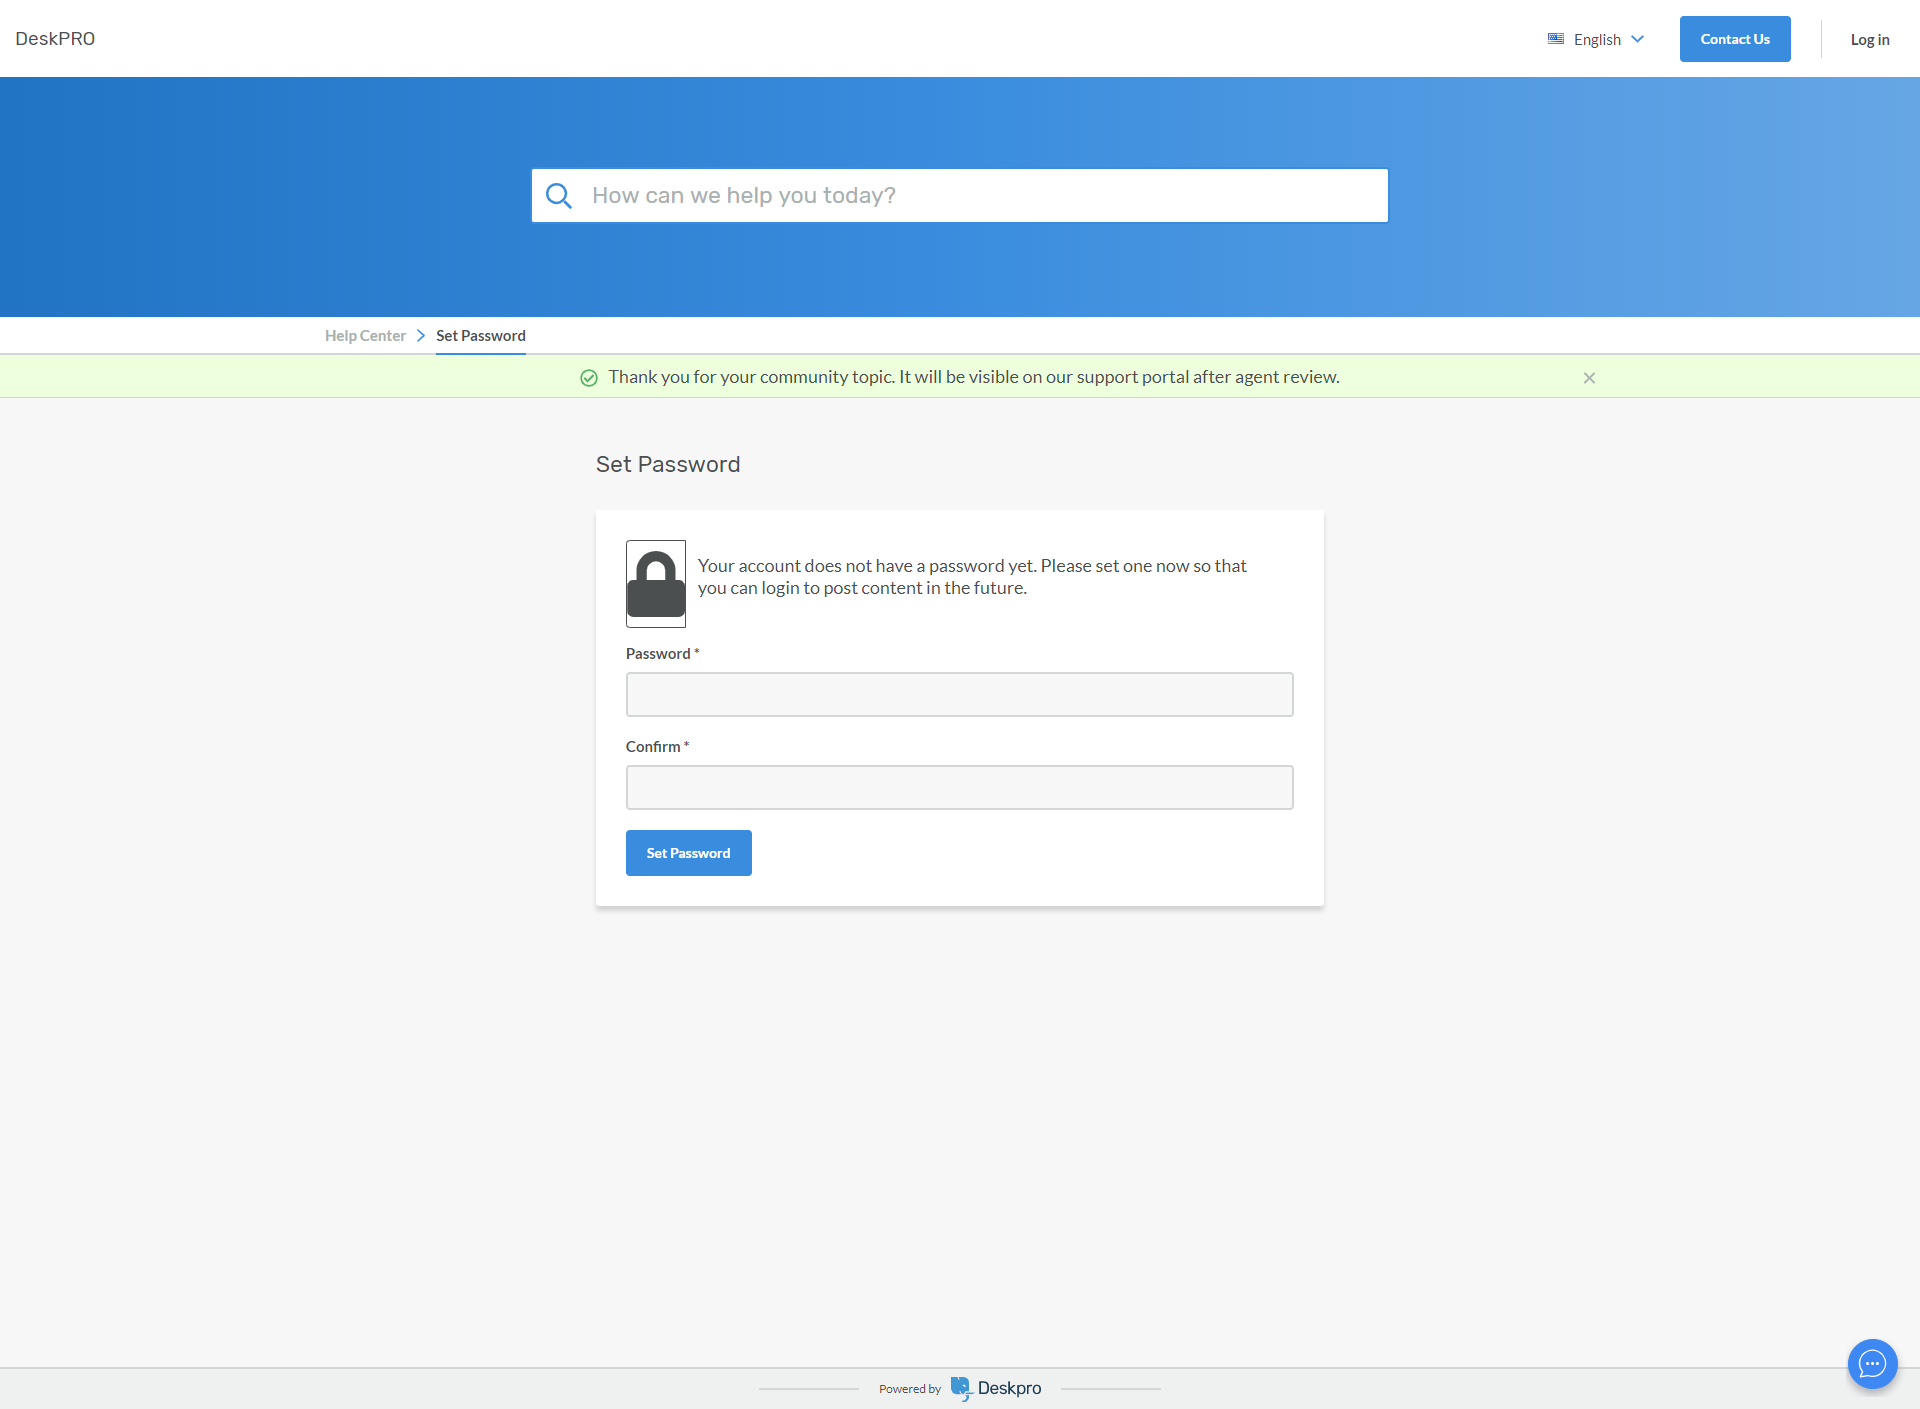 DeskPRO
English
Contact Us
Log in
How can we help you today?
Help Center
Set Password
Thank you for your community topic. It will be visible on our support portal after agent review.
Set Password
Your account does not have a password yet. Please set one now so that
you can login to post content in the future.
Password *
Confirm *
Set Password
Powered by
Deskpro